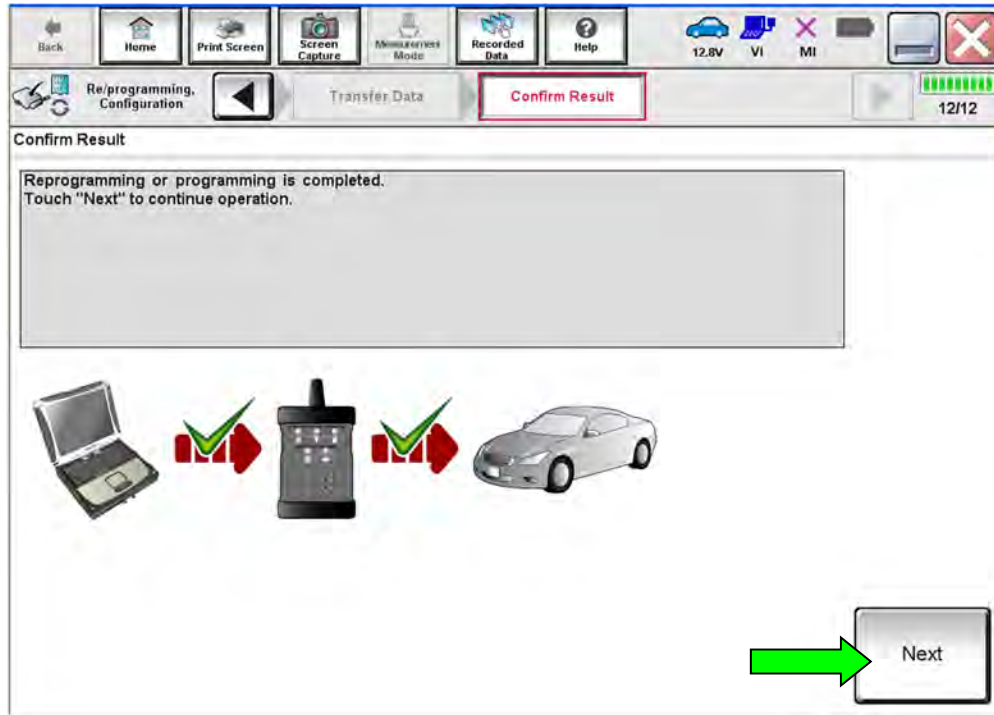 Back
Home
Print Screen
Screen
Capture
Measurement
Mode
Recorded
Data
Help
12.8V
VI
MI
Re/programming,
Configuration
Transfer Data
Confirm Result
12/12
Confirm Result
Reprogramming or programming is completed.
Touch "Next" to continue operation.
Next